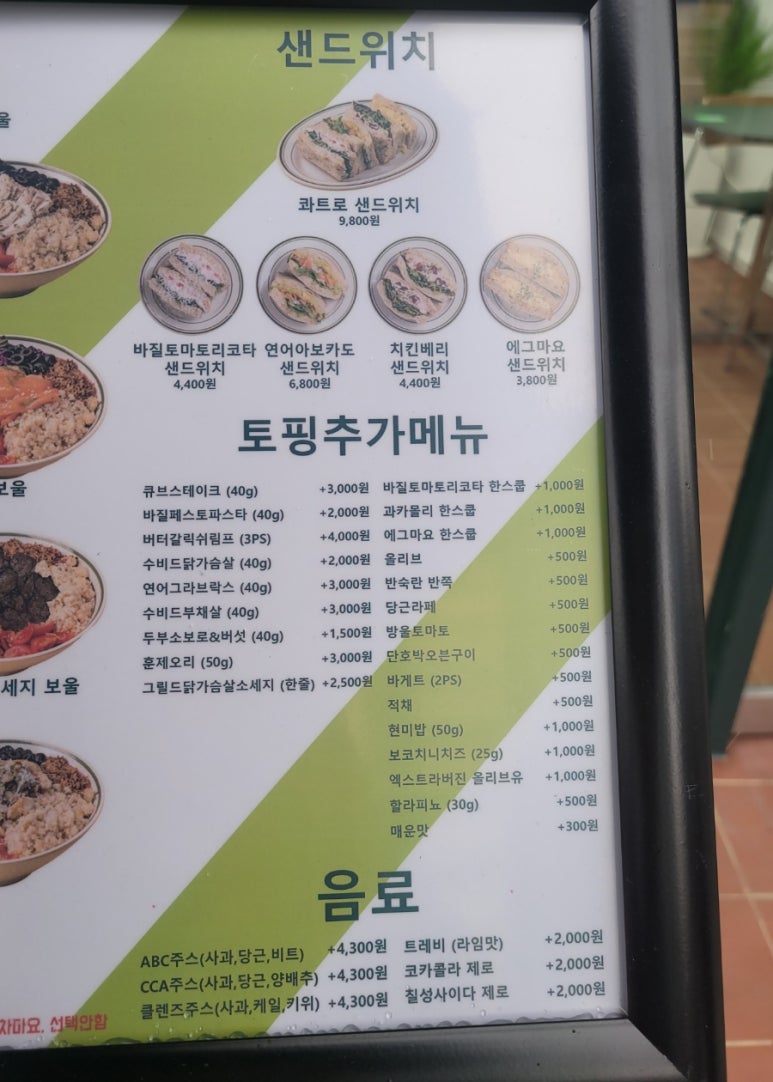 울
보울
세지 보울
차마요. 선택안함
샌드위치
콰트로 샌드위치
9,800원
바질토마토리코타
샌드위치
4,400원
연어아보카도
샌드위치
6,800원
치킨베리
샌드위치
4,400원
에그마요
샌드위치
3,800원
토핑추가메뉴
큐브스테이크 (40g) +3,000원
바질페스토파스타 (40g) +2,000원
버터갈릭쉬림프 (3PS) +4,000원
수비드닭가슴살 (40g) +2,000원
연어그라브락스 (40g) +3,000원
수비드부채살 (40g) +3,000원
두부소보로&버섯 (40g) +1,500원
훈제오리 (50g) +3,000원
그릴드닭가슴살소세지 (한줄) +2,500원
바질토마토리코타 한스쿱 +1,000원
과카몰리 한스쿱 +1,000원
에그마요 한스쿱 +1,000원
올리브 +500원
반숙란 반쪽 +500원
당근라페 +500원
방울토마토 +500원
단호박오븐구이 +500원
바게트 (2PS) +500원
적채 +500원
현미밥 (50g) +1,000원
보코치니치즈 (25g) +1,000원
엑스트라버진 올리브유 +1,000원
할라피뇨 (30g) +500원
매운맛 +300원
음료
ABC주스(사과,당근,비트) +4,300원
CCA주스(사과,당근,양배추) +4,300원
클렌즈주스(사과,케일,키위) +4,300원
트레비 (라임맛) +2,000원
코카콜라 제로 +2,000원
칠성사이다 제로 +2,000원